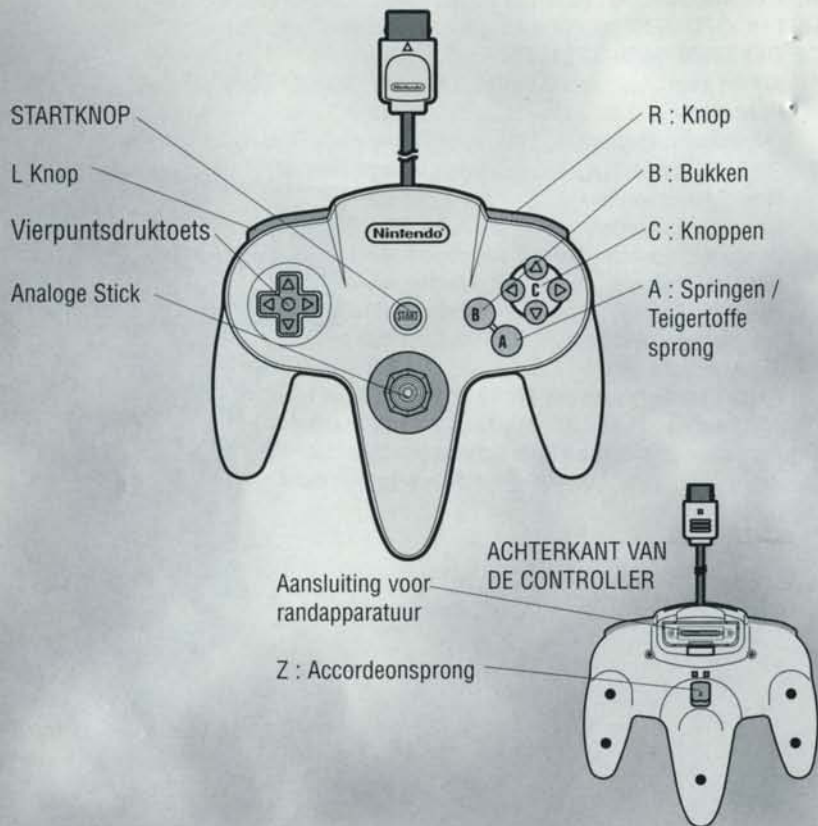 Nintendo
STARTKNOP
L Knop
Vierpuntsdruktoets
Analoge Stick
R : Knop
B : Bukken
C : Knoppen
A : Springen /
Teigertoffe
sprong
Nintendo
START
C
B
A
ACHTERKANT VAN
DE CONTROLLER
Aansluiting voor
randapparatuur
Z : Accordeonsprong